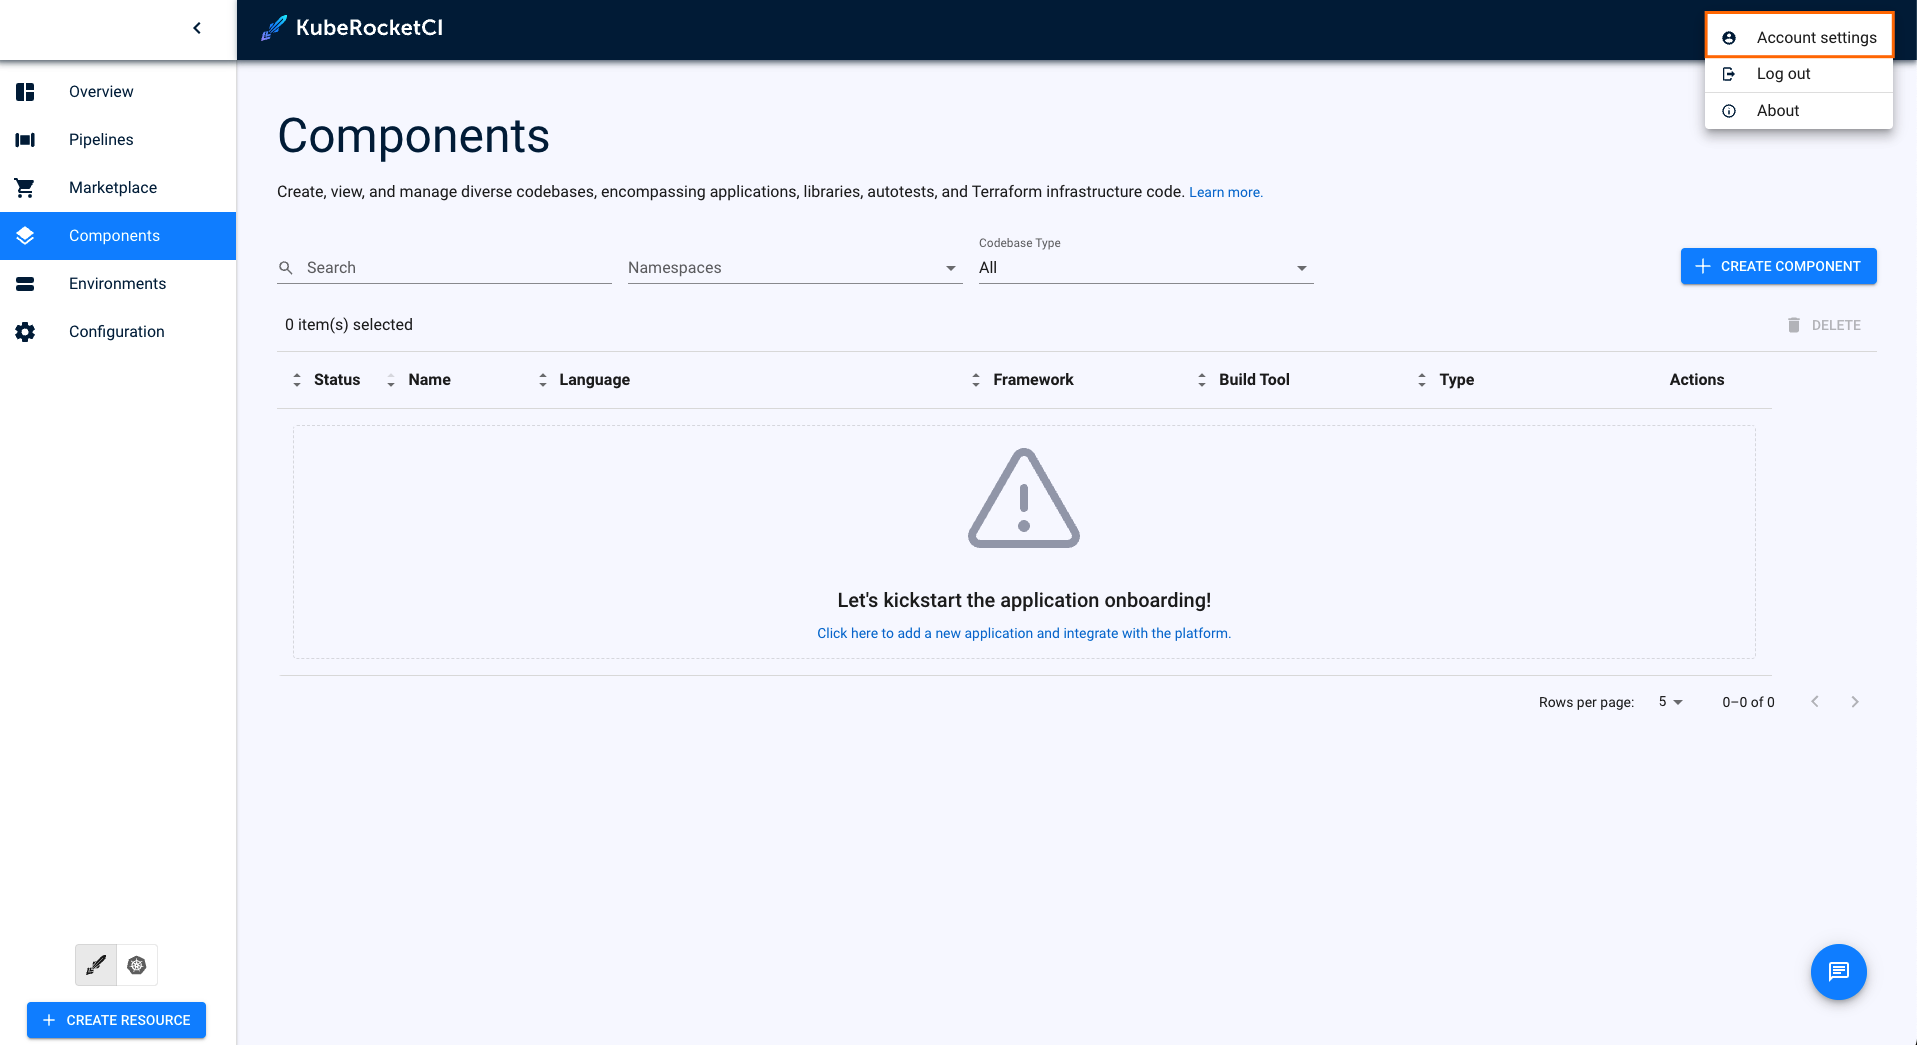 KubeRocketCI
Account settings
Log out
About
Overview
Pipelines
Marketplace
Components
Environments
Configuration
Components
Create, view, and manage diverse codebases, encompassing applications, libraries, autotests, and Terraform infrastructure code. Learn more.
Codebase Type
Search
Namespaces
All
CREATE COMPONENT
0 item(s) selected
DELETE
Status Name Language Framework Build Tool Type Actions
Let's kickstart the application onboarding!
Click here to add a new application and integrate with the platform.
Rows per page: 5 0–0 of 0
CREATE RESOURCE